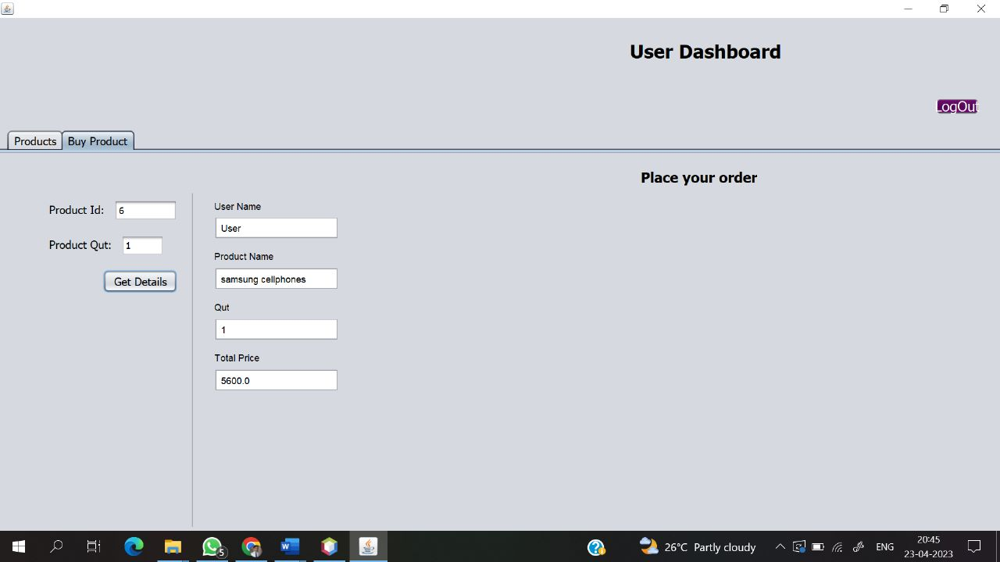 User Dashboard
LogOut
Products Buy Product
Place your order
Product Id: 6
Product Qut: 1
Get Details
User Name
User
Product Name
samsung cellphones
Qut
1
Total Price
5600.0
5
W
26°C Partly cloudy
ENG
20:45
23-04-2023